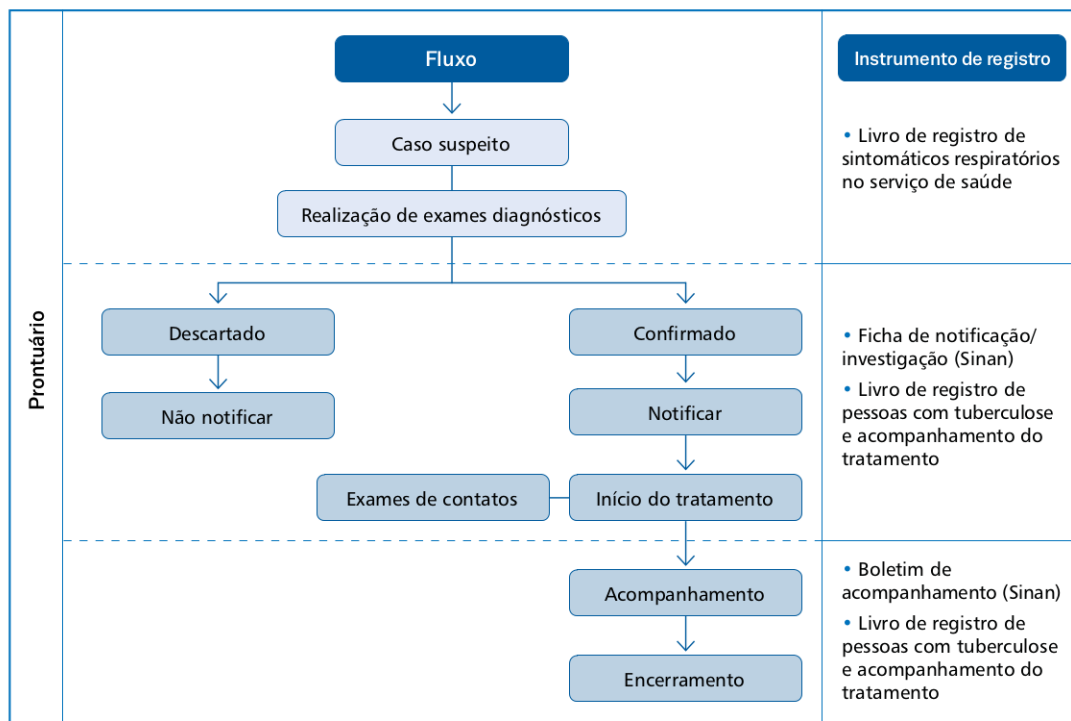 Prontuário
Fluxo
Instrumento de registro
Caso suspeito
Realização de exames diagnósticos
• Livro de registro de
sintomáticos respiratórios
no serviço de saúde
Descartado
Confirmado
Não notificar
Notificar
Exames de contatos
Início do tratamento
• Ficha de notificação/
investigação (Sinan)
• Livro de registro de
pessoas com tuberculose
e acompanhamento do
tratamento
Acompanhamento
Encerramento
• Boletim de
acompanhamento (Sinan)
• Livro de registro de
pessoas com tuberculose
e acompanhamento do
tratamento